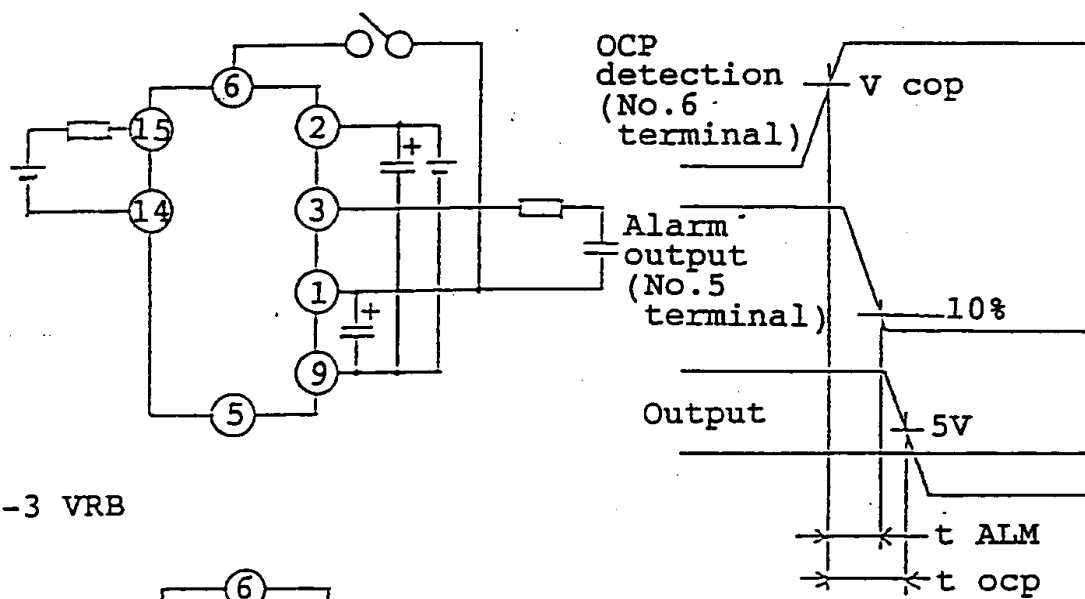 6
15
2
+
14
3
1
+
9
5
-3 VRB
6
OCP
detection
(No.6
terminal)
V cop
Alarm
output
(No.5
terminal)
10%
Output
5V
t ALM
t ocp